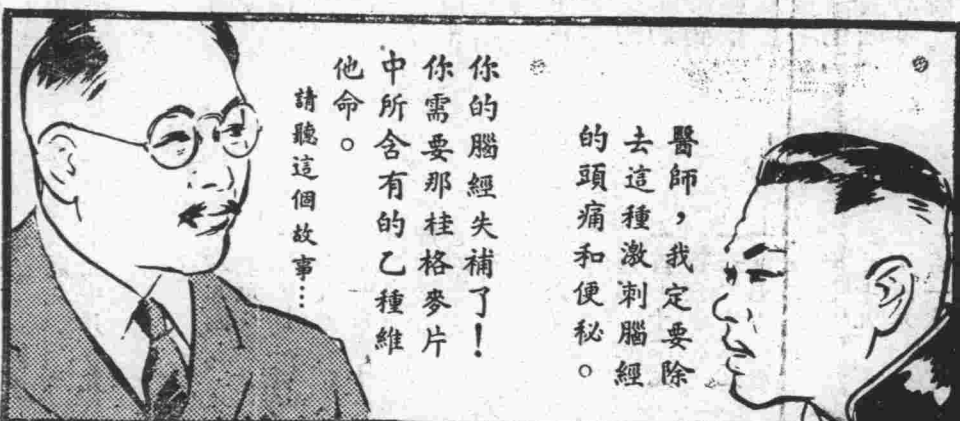 醫師，我定要除
去這種激刺腦經
的頭痛和便秘。
你的腦經失補了！
你需要那桂格麥片
中所含有的乙種維
他命。
請聽這個故事…